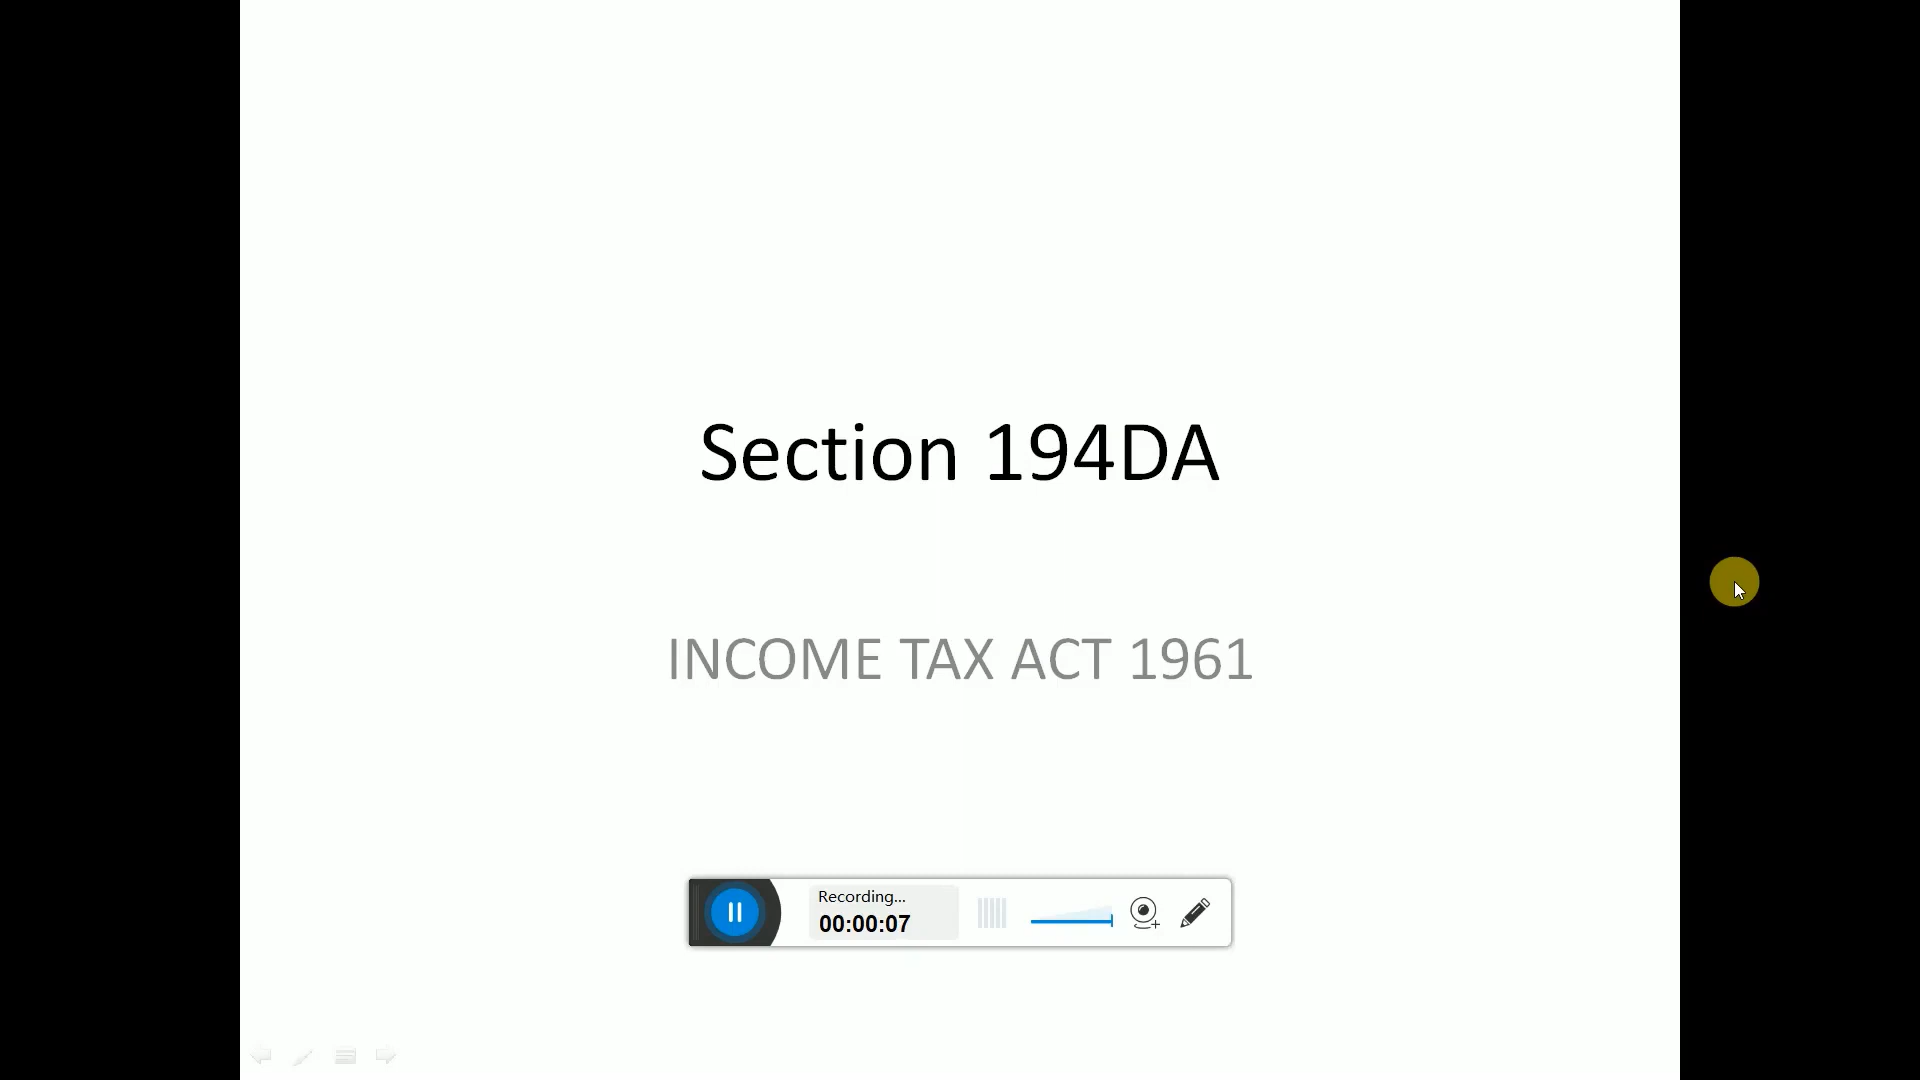 Section 194DA
INCOME TAX ACT 1961
Recording...
00:00:07